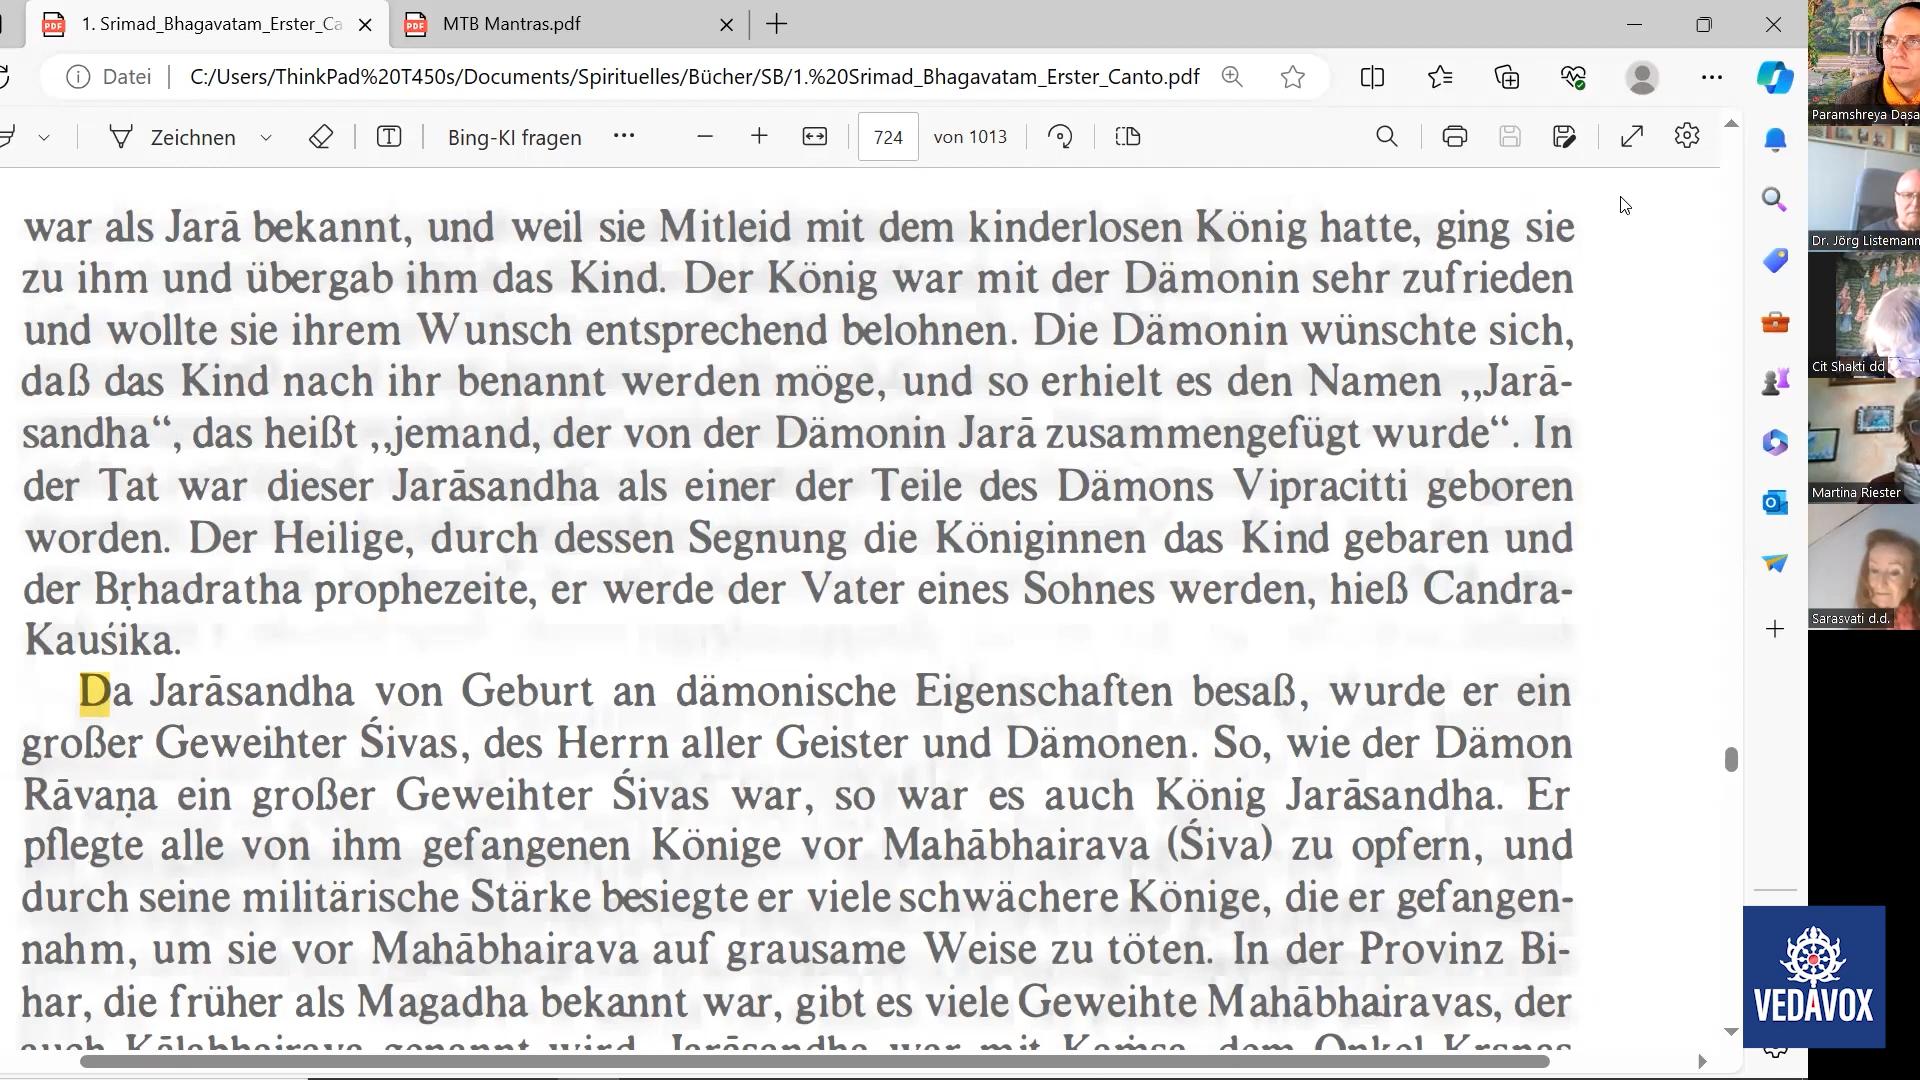 1. Srimad_Bhagavatam_Erster_Ca
MTB Mantras.pdf
Datei
C:/Users/ThinkPad%20T450s/Documents/Spirituelles/Bücher/SB/1.%20Srimad_Bhagavatam_Erster_Canto.pdf
Zeichnen
Bing-KI fragen
724
von 1013
war als Jarā bekannt, und weil sie Mitleid mit dem kinderlosen König hatte, ging sie
zu ihm und übergab ihm das Kind. Der König war mit der Dämonin sehr zufrieden
und wollte sie ihrem Wunsch entsprechend belohnen. Die Dämonin wünschte sich,
daß das Kind nach ihr benannt werden möge, und so erhielt es den Namen „Jarā-
sandha“, das heißt „jemand, der von der Dämonin Jarā zusammengefügt wurde“. In
der Tat war dieser Jarāsandha als einer der Teile des Dämons Vipracitti geboren
worden. Der Heilige, durch dessen Segnung die Königinnen das Kind gebaren und
der Bṛhadratha prophezeite, er werde der Vater eines Sohnes werden, hieß Candra-
Kauśika.
Da Jarāsandha von Geburt an dämonische Eigenschaften besaß, wurde er ein
großer Geweihter Śivas, des Herrn aller Geister und Dämonen. So, wie der Dämon
Rāvaṇa ein großer Geweihter Śivas war, so war es auch König Jarāsandha. Er
pflegte alle von ihm gefangenen Könige vor Mahābhairava (Śiva) zu opfern, und
durch seine militärische Stärke besiegte er viele schwächere Könige, die er gefangen-
nahm, um sie vor Mahābhairava auf grausame Weise zu töten. In der Provinz Bi-
har, die früher als Magadha bekannt war, gibt es viele Geweihte Mahābhairavas, der
auch Kālabhairava genannt wird. Jarāsandha war mit Kaṁsa, dem Onkel Kṛṣṇas
Paramshreya Dasa
Dr. Jörg Listemann
Cit Shakti dd
Martina Riester
Sarasvati d.d.
VEDAVOX